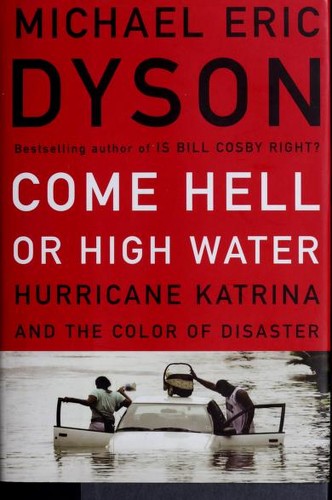 MICHAEL ERIC
DYSON
Bestselling author of IS BILL COSBY RIGHT?
COME HELL
OR HIGH WATER
HURRICANE KATRINA
AND THE COLOR OF DISASTER